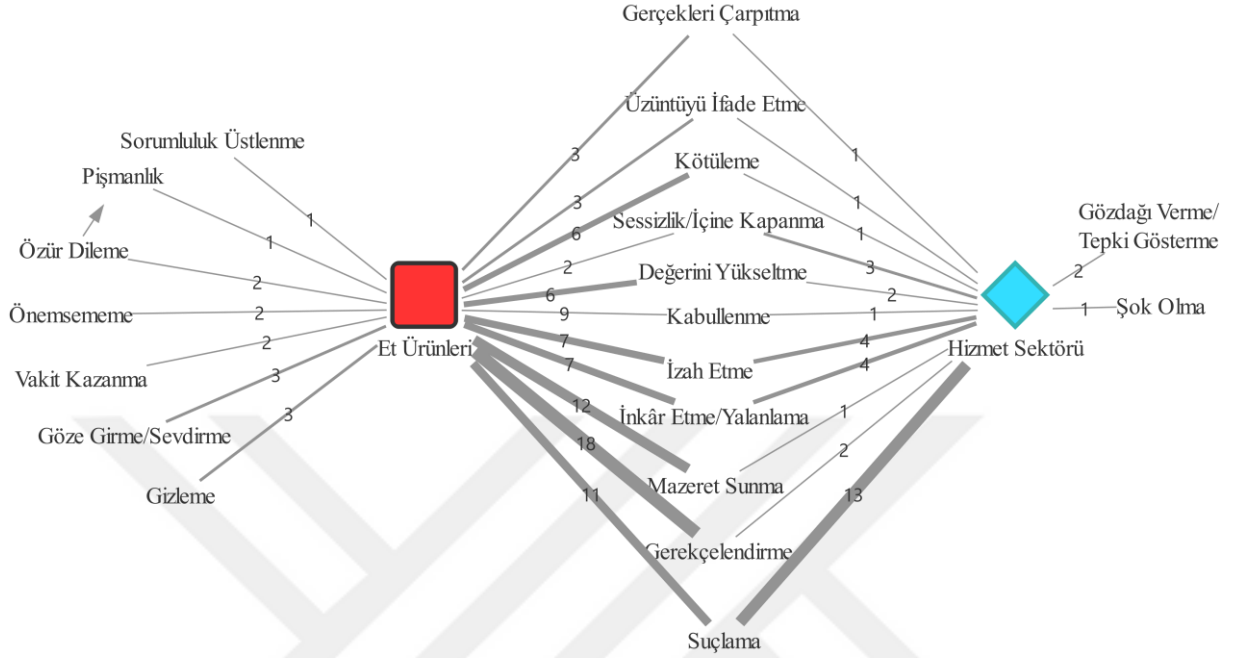 Gerçekleri Çarpıtma
3
1
Üzüntüyü İfade Etme
3
1
Sorumluluk Üstlenme
1
Kötüleme
6
1
Pişmanlık
1
Sessizlik/İçine Kapanma
2
3
Gözdağı Verme/
Tepki Gösterme
2
Özür Dileme
2
Değerini Yükseltme
6
2
Önemsememe
2
Kabullenme
9
1
Şok Olma
1
Et Ürünleri
Hizmet Sektörü
İzah Etme
7
4
Vakit Kazanma
2
İnkâr Etme/Yalanlama
7
4
Göze Girme/Sevdirme
3
Mazeret Sunma
12
1
Gizleme
3
Gerekçelendirme
18
2
Suçlama
11
13